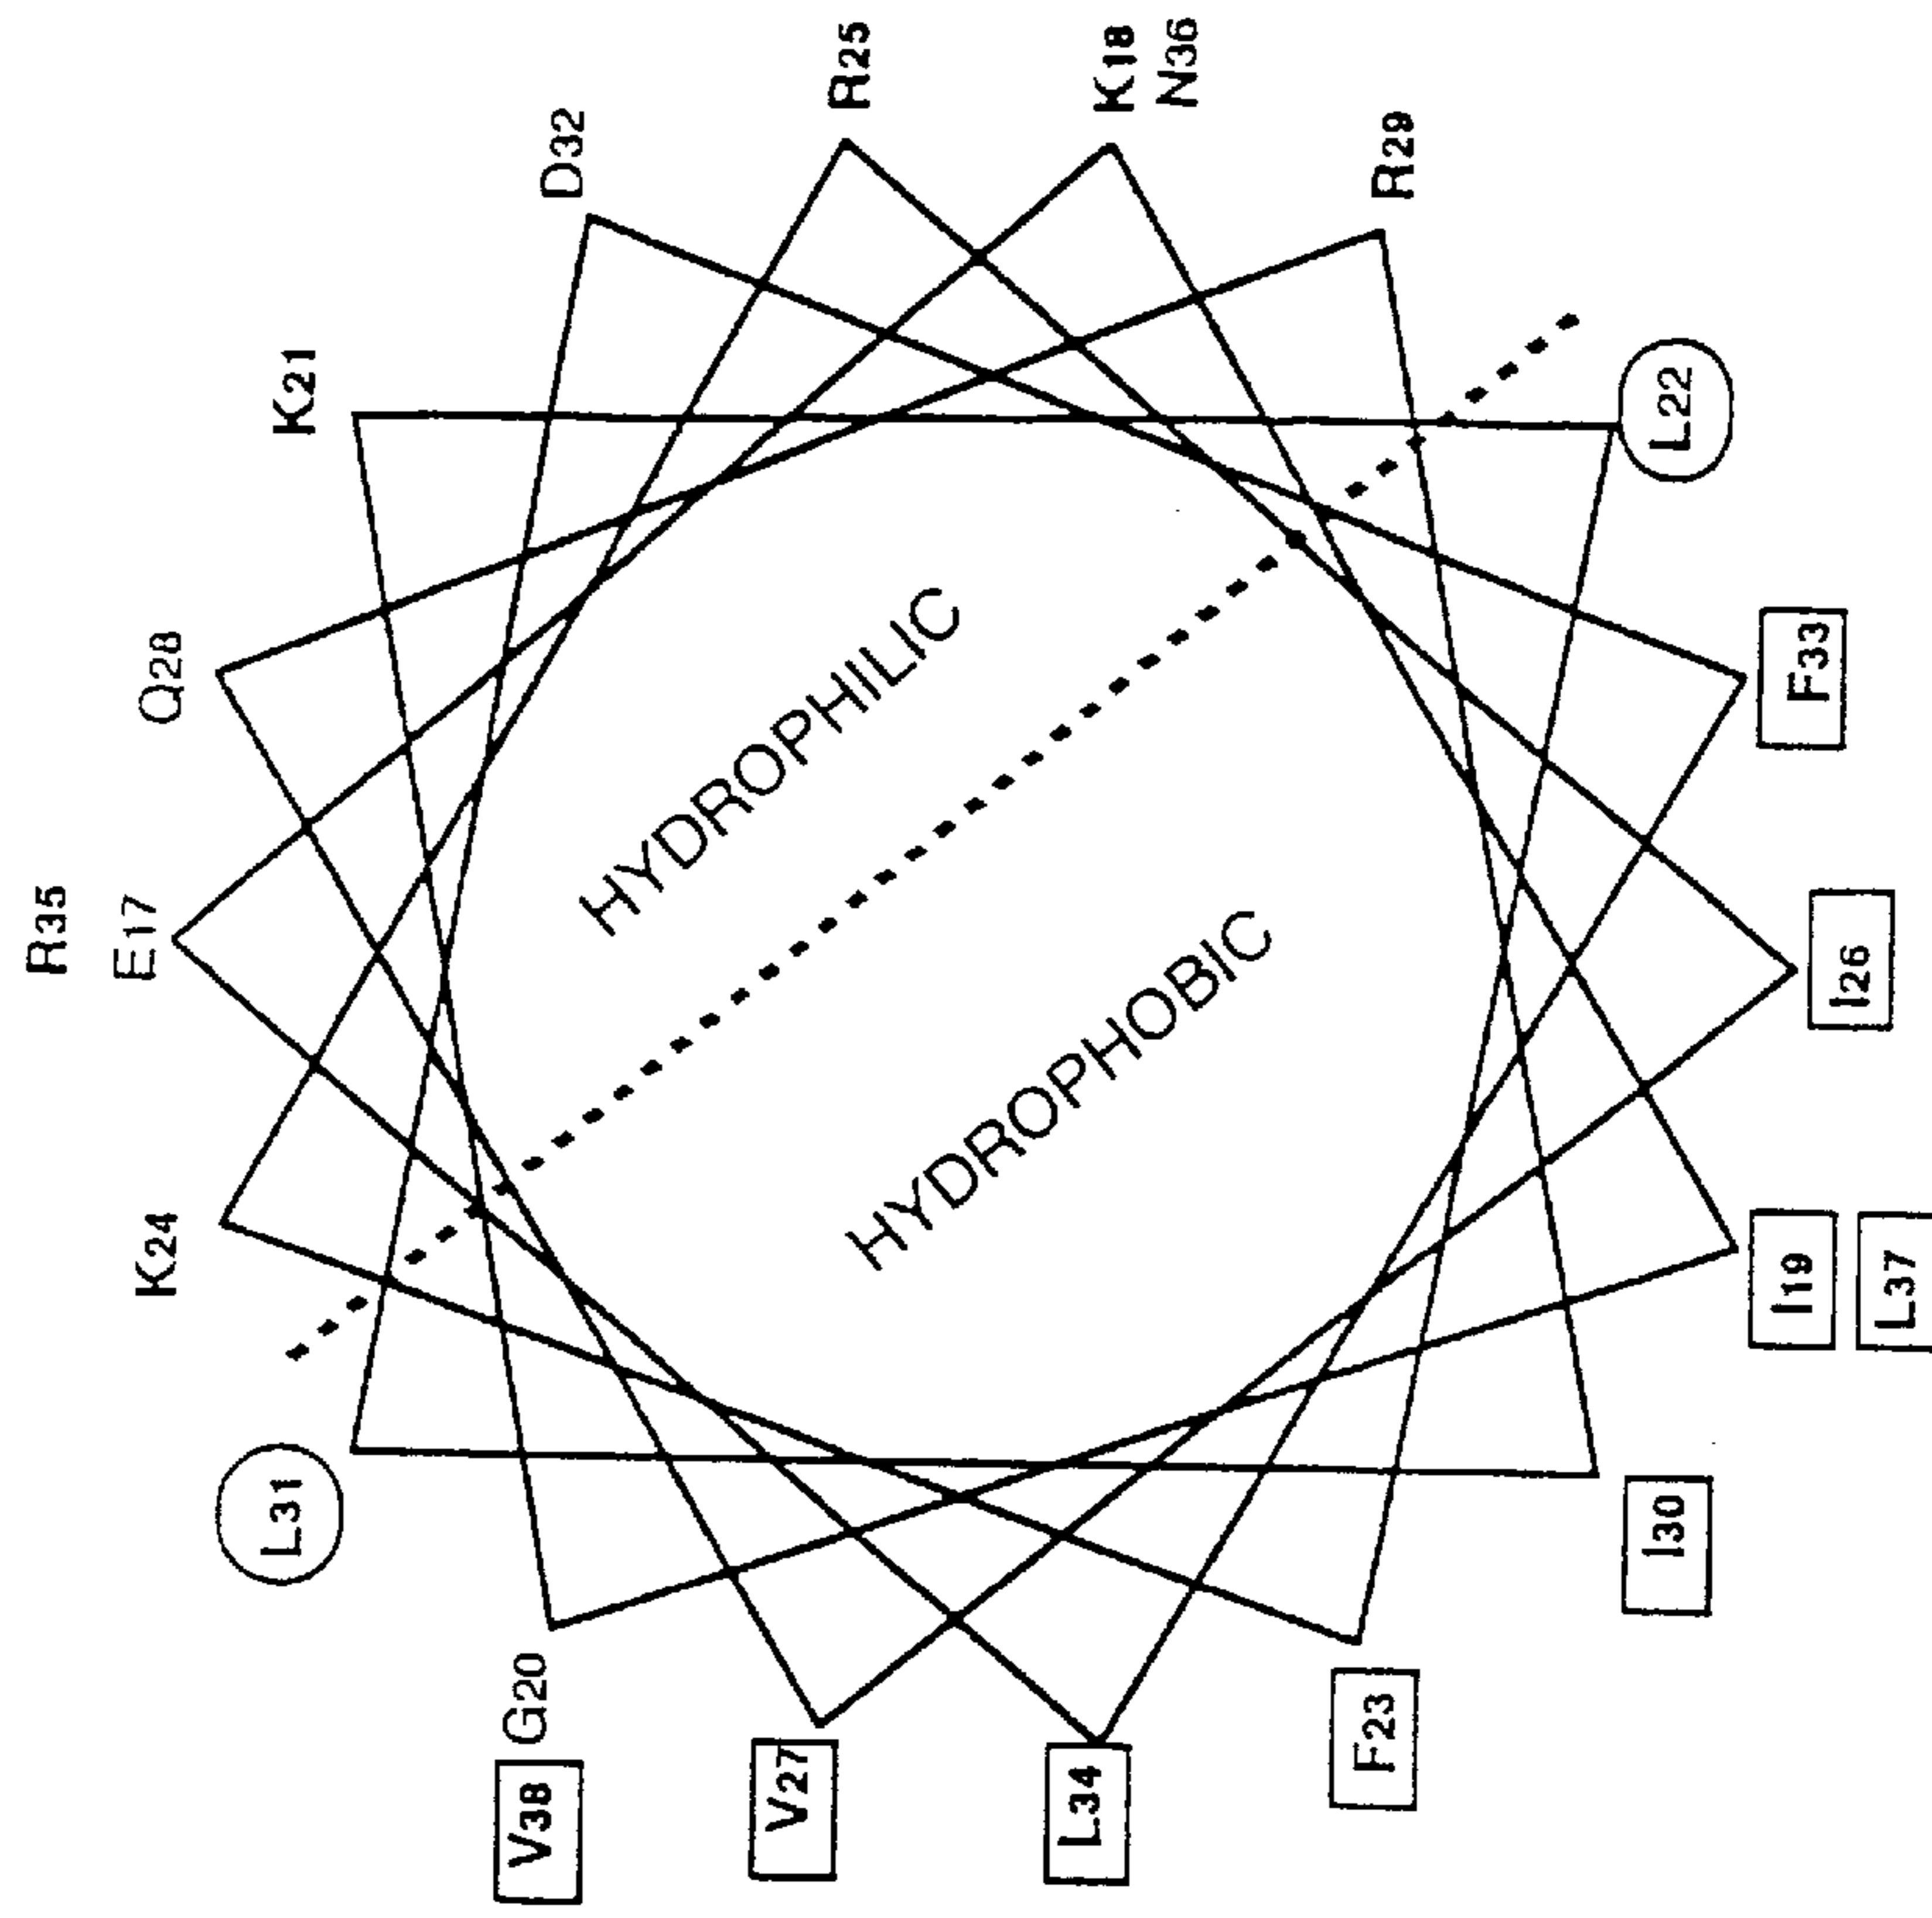 R35
E17
K24
Q28
L31
K21
V38
G20
D32
HYDROPHILIC
V27
R25
HYDROPHOBIC
L34
K18
N36
F23
R29
I30
L22
I19
F33
I26
L37